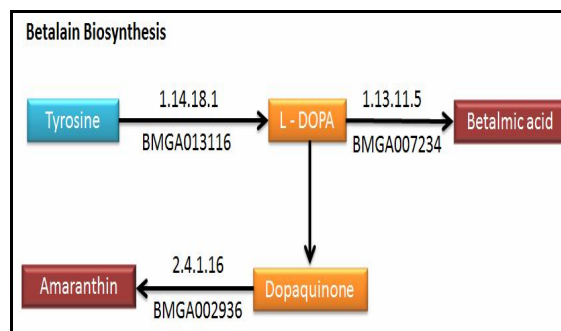 Betalain Biosynthesis
1.14.18.1
1.13.11.5
Tyrosine
L - DOPA
Betalmic acid
BMGA013116
BMGA007234
2.4.1.16
Amaranthin
Dopaquinone
BMGA002936